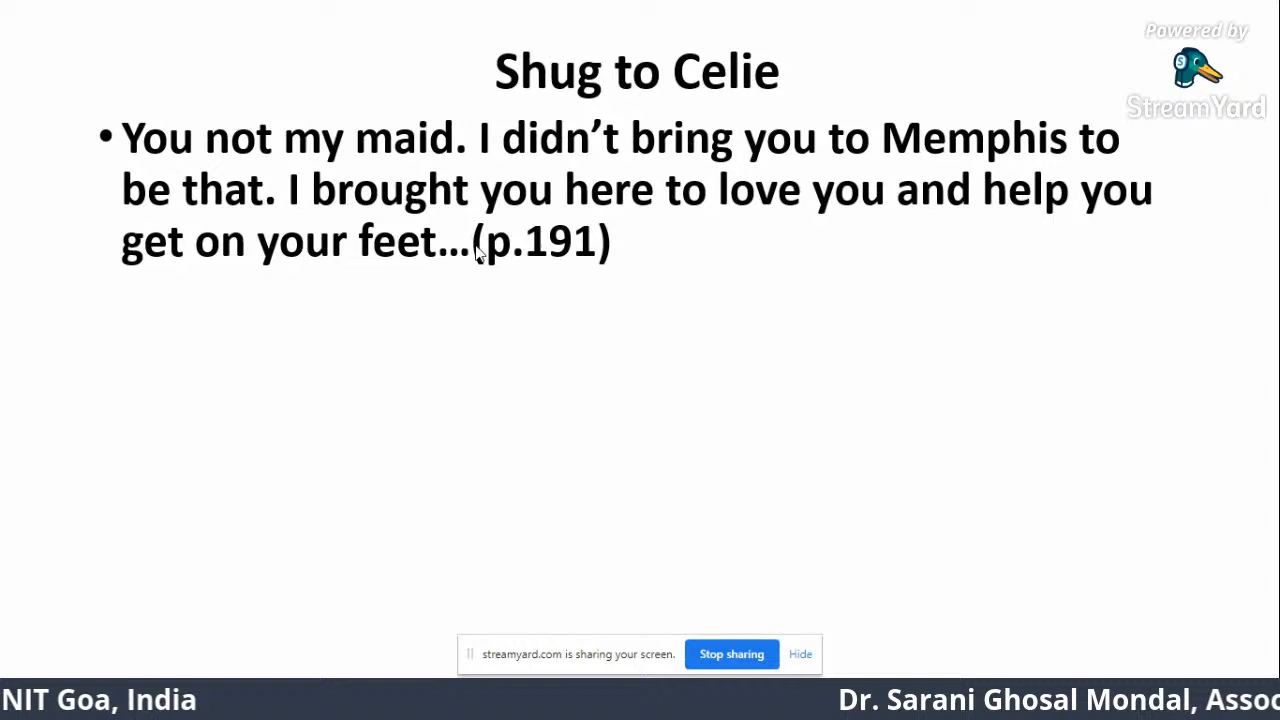 Powered by
StreamYard
Shug to Celie
• You not my maid. I didn’t bring you to Memphis to
be that. I brought you here to love you and help you
get on your feet…(p.191)
streamyard.com is sharing your screen. Stop sharing Hide
NIT Goa, India Dr. Sarani Ghosal Mondal, Assoc